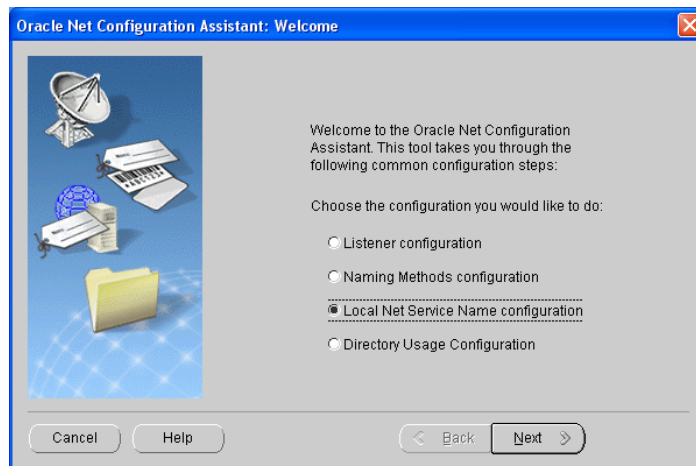 Oracle Net Configuration Assistant: Welcome
Welcome to the Oracle Net Configuration
Assistant. This tool takes you through the
following common configuration steps:
Choose the configuration you would like to do:
Listener configuration
Naming Methods configuration
Local Net Service Name configuration
Directory Usage Configuration
Cancel
Help
Back
Next